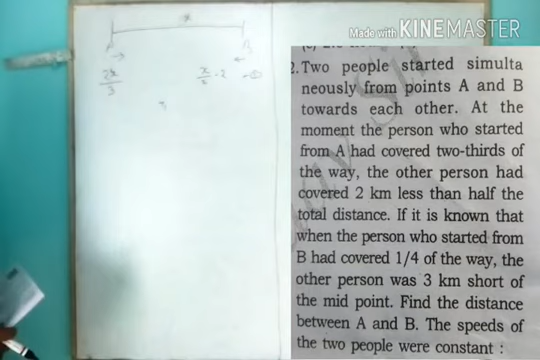 Made with KINEMASTER
x
A
B
2x/3
x/2 - 2
2. Two people started simulta
neously from points A and B
towards each other. At the
moment the person who started
from A had covered two-thirds of
the way, the other person had
covered 2 km less than half the
total distance. If it is known that
when the person who started from
B had covered 1/4 of the way, the
other person was 3 km short of
the mid point. Find the distance
between A and B. The speeds of
the two people were constant :